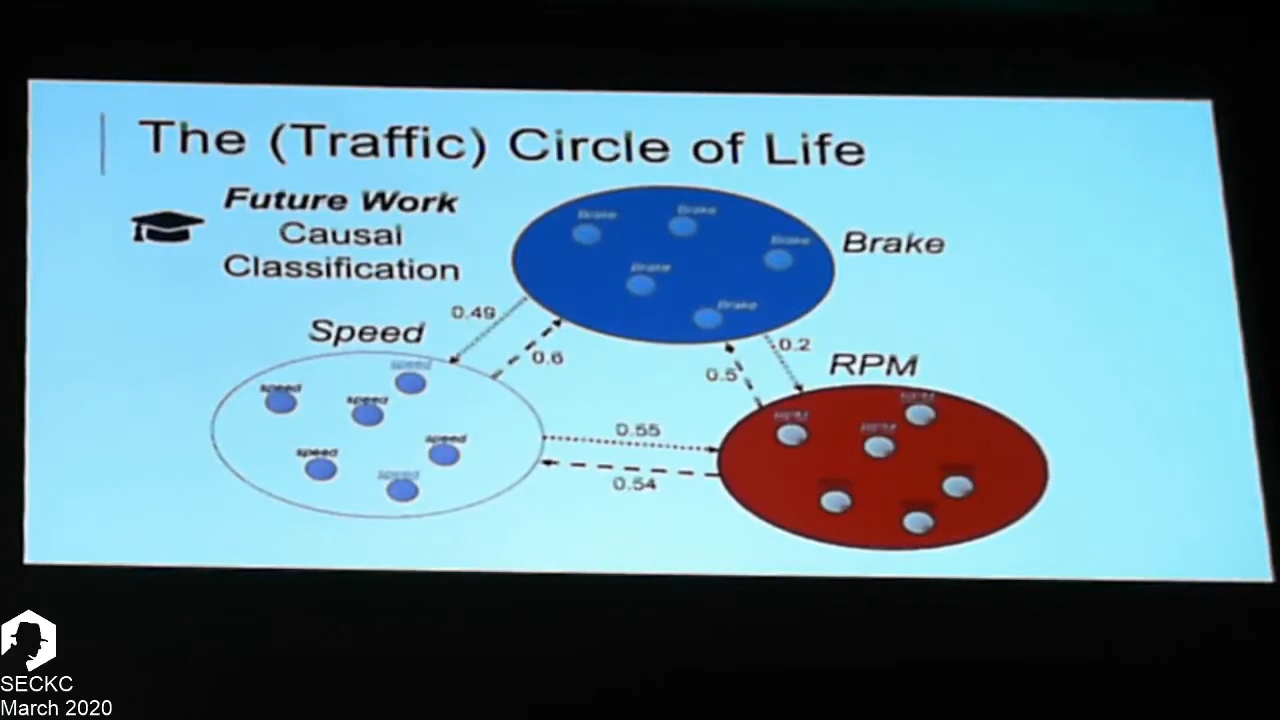 The (Traffic) Circle of Life
Future Work
Causal
Classification
Brake
Brake
Brake
Brake
Brake
Brake
0.49
0.6
Speed
speed
speed
speed
speed
speed
speed
0.2
0.5
RPM
RPM
RPM
RPM
0.55
0.54
SECKC
March 2020